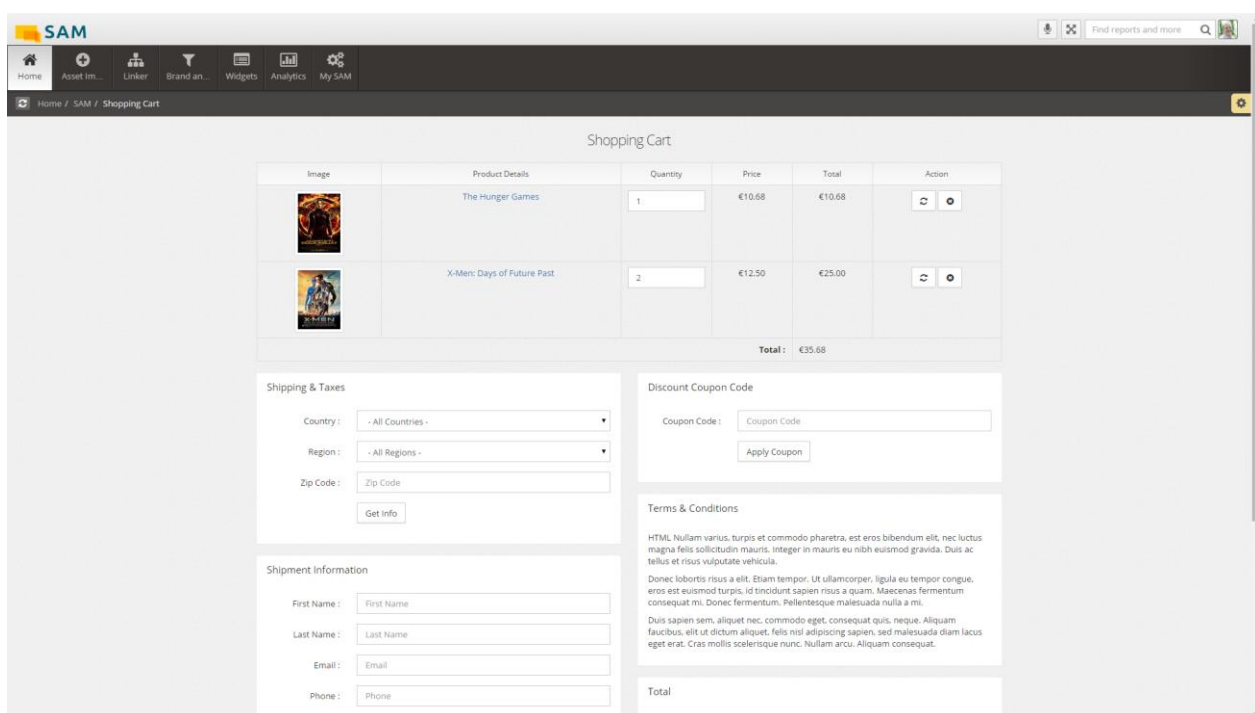 SAM
Find reports and more
Home
Asset Im...
Linker
Brand an...
Widgets
Analytics
My SAM
Home / SAM / Shopping Cart
Shopping Cart
Image Product Details Quantity Price Total Action
The Hunger Games 1 €10.68 €10.68
X-Men: Days of Future Past 2 €12.50 €25.00
X-MEN
Total : €35.68
Shipping & Taxes
Country : - All Countries -
Region : - All Regions -
Zip Code : Zip Code
Get Info
Discount Coupon Code
Coupon Code : Coupon Code
Apply Coupon
Shipment Information
First Name : First Name
Last Name : Last Name
Email : Email
Phone : Phone
Terms & Conditions
HTML Nullam varius, turpis et commodo pharetra, est eros bibendum elit, nec luctus
magna felis sollicitudin mauris. Integer in mauris eu nibh euismod gravida. Duis ac
tellus et risus vulputate vehicula.
Donec lobortis risus a elit. Etiam tempor. Ut ullamcorper, ligula eu tempor congue,
eros est euismod turpis, id tincidunt sapien risus a quam. Maecenas fermentum
consequat mi. Donec fermentum. Pellentesque malesuada nulla a mi.
Duis sapien sem, aliquet nec, commodo eget, consequat quis, neque. Aliquam
faucibus, elit ut dictum aliquet, felis nisl adipiscing sapien, sed malesuada diam lacus
eget erat. Cras mollis scelerisque nunc. Nullam arcu. Aliquam consequat.
Total